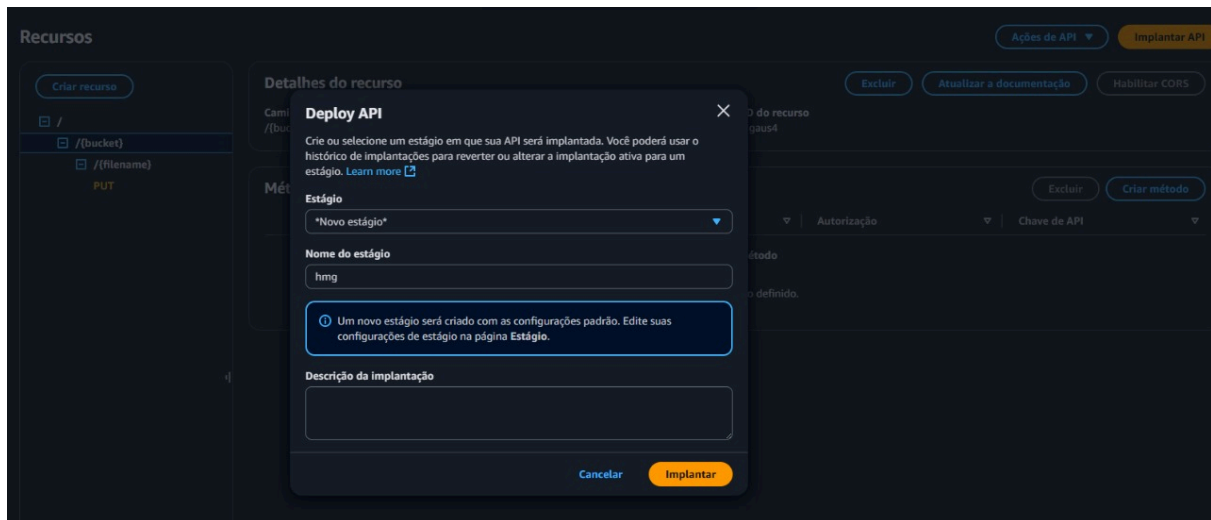 Recursos
Ações de API
Implantar API
Criar recurso
/
/{bucket}
/{filename}
PUT
Detalhes do recurso
Excluir
Atualizar a documentação
Habilitar CORS
do recurso
gaus4
Excluir
Criar método
Autorização
Chave de API
definido.
Deploy API
Crie ou selecione um estágio em que sua API será implantada. Você poderá usar o
histórico de implantações para reverter ou alterar a implantação ativa para um
estágio. Learn more
Estágio
*Novo estágio*
Nome do estágio
hmg
Um novo estágio será criado com as configurações padrão. Edite suas
configurações de estágio na página Estágio.
Descrição da implantação
Cancelar
Implantar